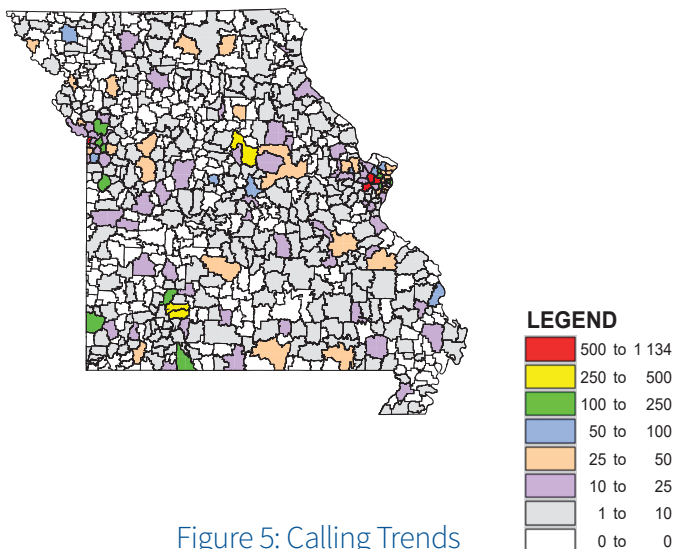 LEGEND
500 to 1 134
250 to 500
100 to 250
50 to 100
25 to 50
10 to 25
1 to 10
0 to 0
Figure 5: Calling Trends